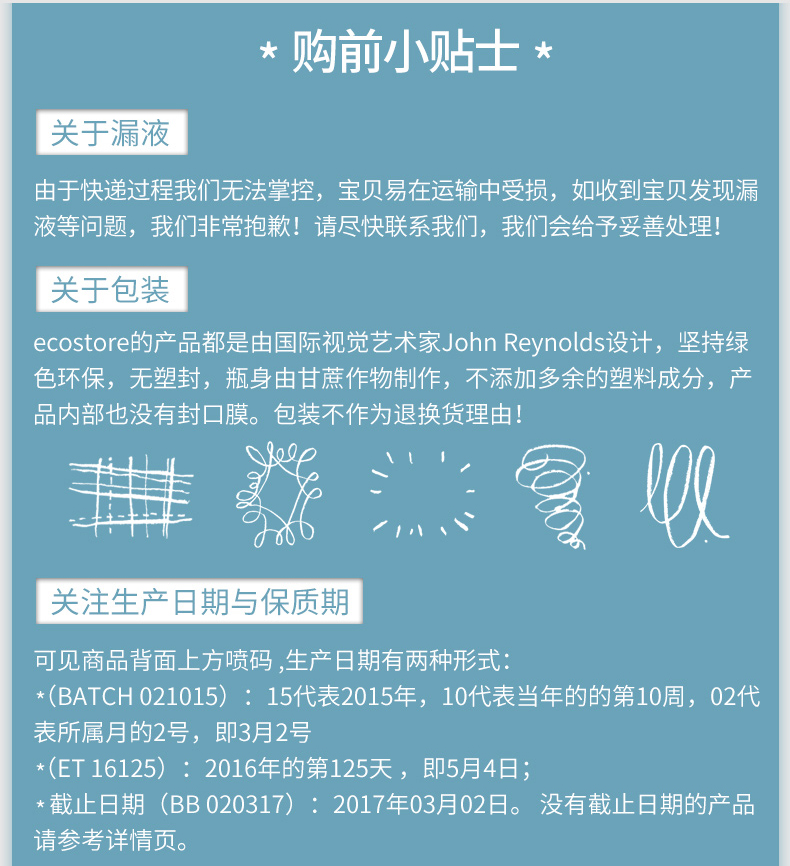 * 购前小贴士 *
关于漏液
由于快递过程我们无法掌控，宝贝易在运输中受损，如收到宝贝发现漏
液等问题，我们非常抱歉！请尽快联系我们，我们会给予妥善处理！
关于包装
ecostore的产品都是由国际视觉艺术家John Reynolds设计，坚持绿
色环保，无塑封，瓶身由甘蔗作物制作，不添加多余的塑料成分，产
品内部也没有封口膜。包装不作为退换货理由！
关注生产日期与保质期
可见商品背面上方喷码 ,生产日期有两种形式：
*（BATCH 021015）：15代表2015年，10代表当年的的第10周，02代
表所属月的2号，即3月2号
*（ET 16125）：2016年的第125天 ，即5月4日；
* 截止日期（BB 020317）：2017年03月02日。 没有截止日期的产品
请参考详情页。